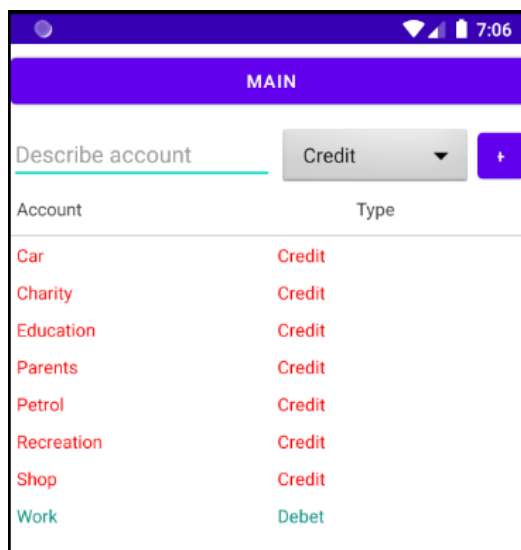 7:06
MAIN
Describe account Credit +
Account Type
Car Credit
Charity Credit
Education Credit
Parents Credit
Petrol Credit
Recreation Credit
Shop Credit
Work Debet